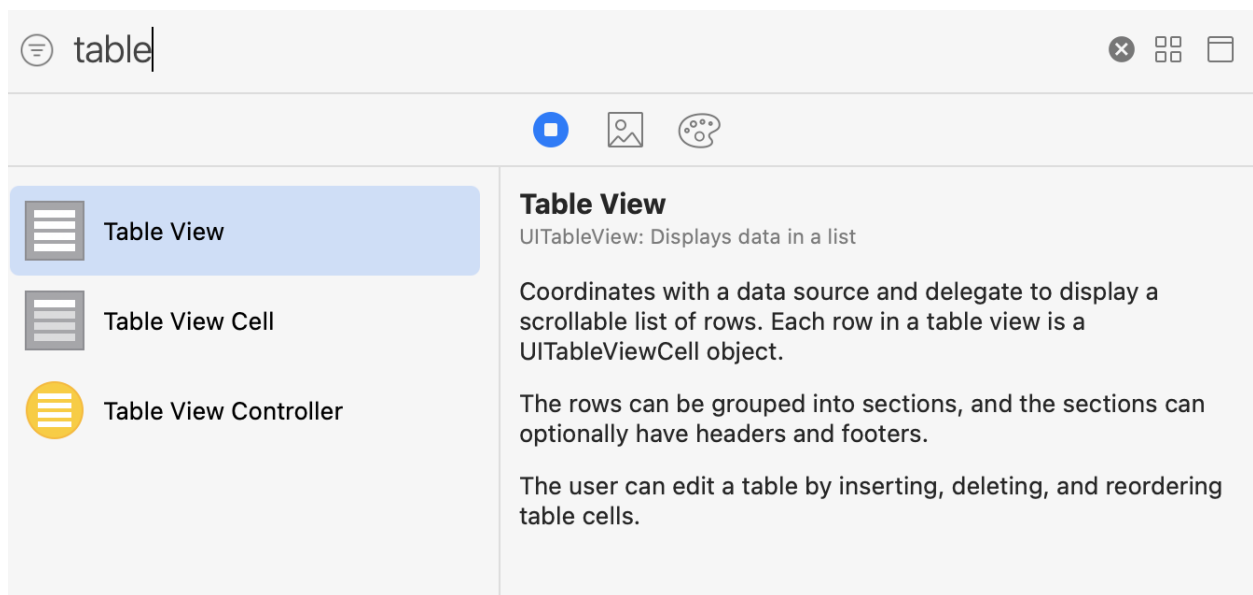 table
Table View
Table View Cell
Table View Controller
Table View
UITableView: Displays data in a list
Coordinates with a data source and delegate to display a
scrollable list of rows. Each row in a table view is a
UITableViewCell object.
The rows can be grouped into sections, and the sections can
optionally have headers and footers.
The user can edit a table by inserting, deleting, and reordering
table cells.